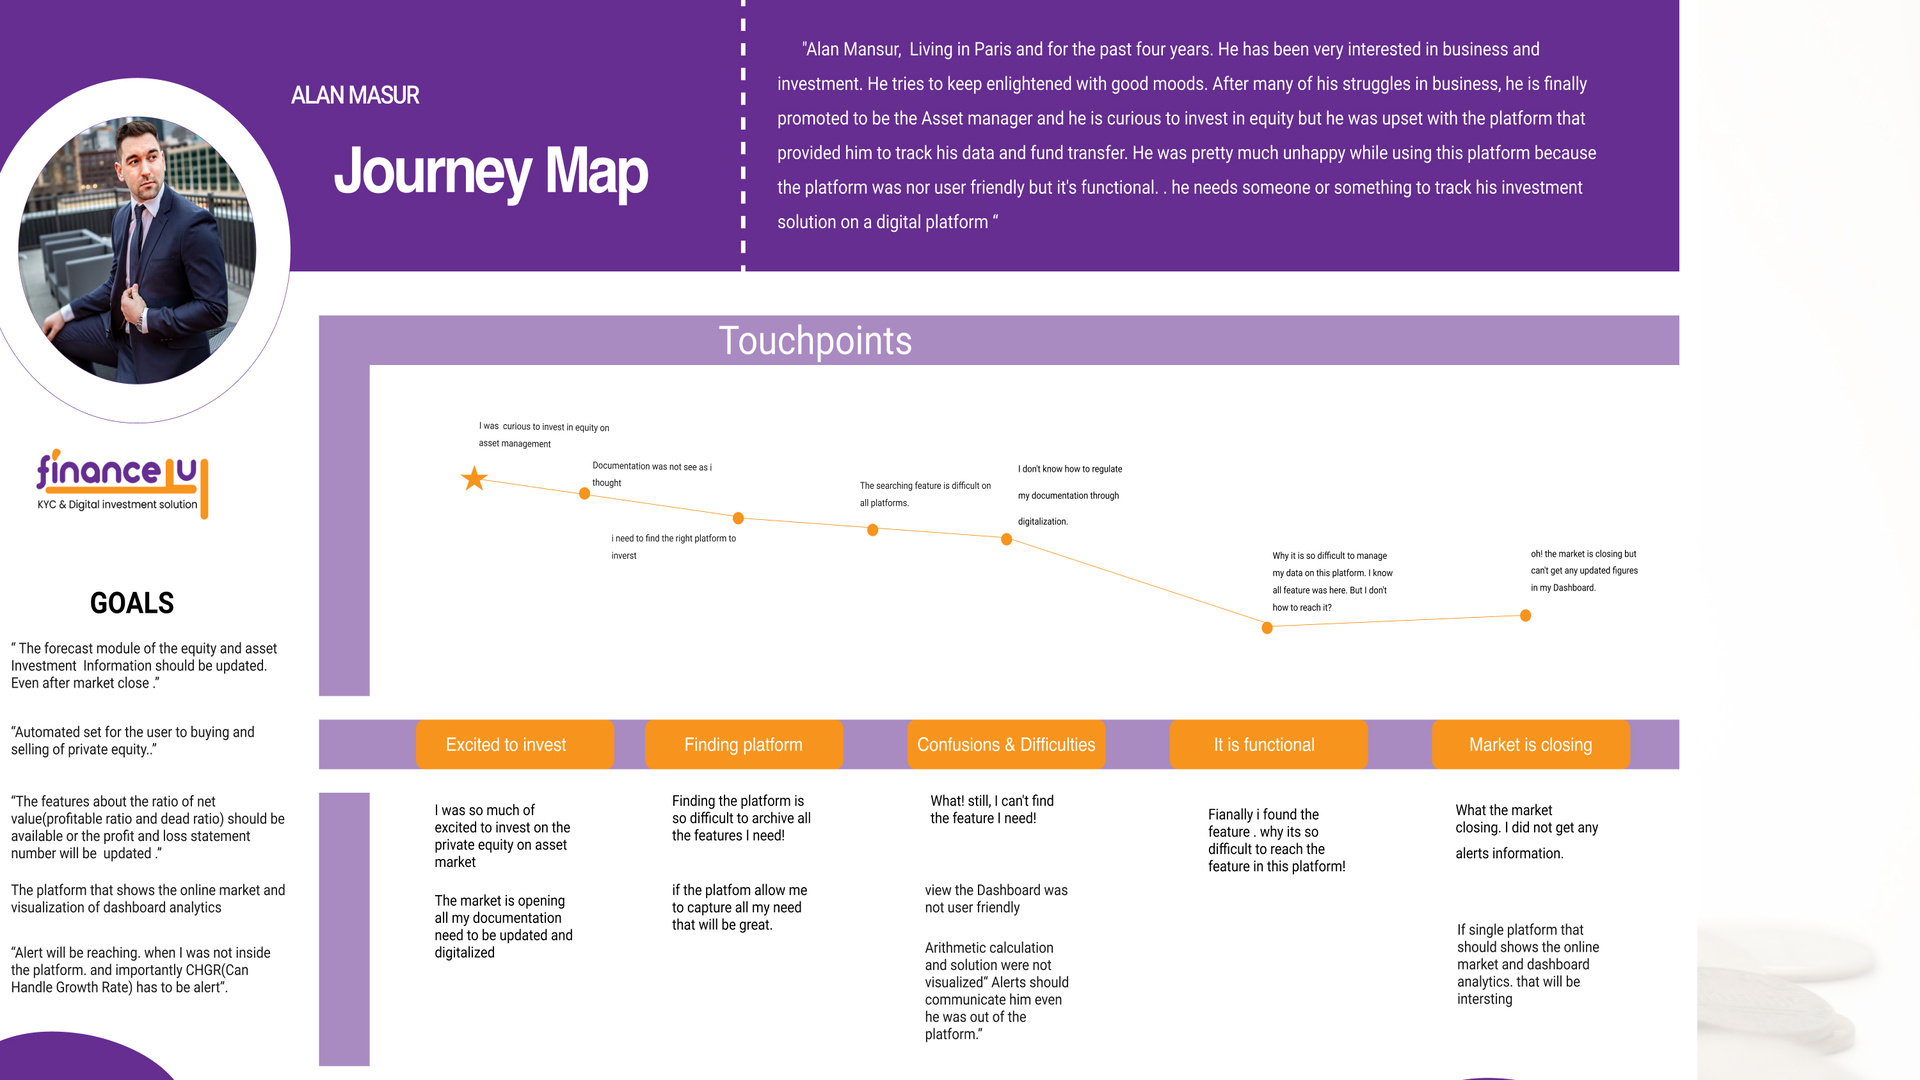 ALAN MASUR
Journey Map
"Alan Mansur,  Living in Paris and for the past four years. He has been very interested in business and
investment. He tries to keep enlightened with good moods. After many of his struggles in business, he is finally
promoted to be the Asset manager and he is curious to invest in equity but he was upset with the platform that
provided him to track his data and fund transfer. He was pretty much unhappy while using this platform because
the platform was nor user friendly but it's functional. . he needs someone or something to track his investment
solution on a digital platform “
finance4U
KYC & Digital investment solution
GOALS
“ The forecast module of the equity and asset
Investment  Information should be updated.
Even after market close .”
“Automated set for the user to buying and
selling of private equity..”
“The features about the ratio of net
value(profitable ratio and dead ratio) should be
available or the profit and loss statement
number will be  updated .”
The platform that shows the online market and
visualization of dashboard analytics
“Alert will be reaching. when I was not inside
the platform. and importantly CHGR(Can
Handle Growth Rate) has to be alert”.
Touchpoints
I was  curious to invest in equity on
asset management
Documentation was not see as i
thought
i need to find the right platform to
inverst
The searching feature is difficult on
all platforms.
I don't know how to regulate
my documentation through
digitalization.
Why it is so difficult to manage
my data on this platform. I know
all feature was here. But I don't
how to reach it?
oh! the market is closing but
can't get any updated figures
in my Dashboard.
Excited to invest
Finding platform
Confusions & Difficulties
It is functional
Market is closing
I was so much of
excited to invest on the
private equity on asset
market
The market is opening
all my documentation
need to be updated and
digitalized
Finding the platform is
so difficult to archive all
the features I need!
if the platfom allow me
to capture all my need
that will be great.
What! still, I can't find
the feature I need!
view the Dashboard was
not user friendly
Arithmetic calculation
and solution were not
visualized“ Alerts should
communicate him even
he was out of the
platform.”
Fianally i found the
feature . why its so
difficult to reach the
feature in this platform!
What the market
closing. I did not get any
alerts information.
If single platform that
should shows the online
market and dashboard
analytics. that will be
intersting